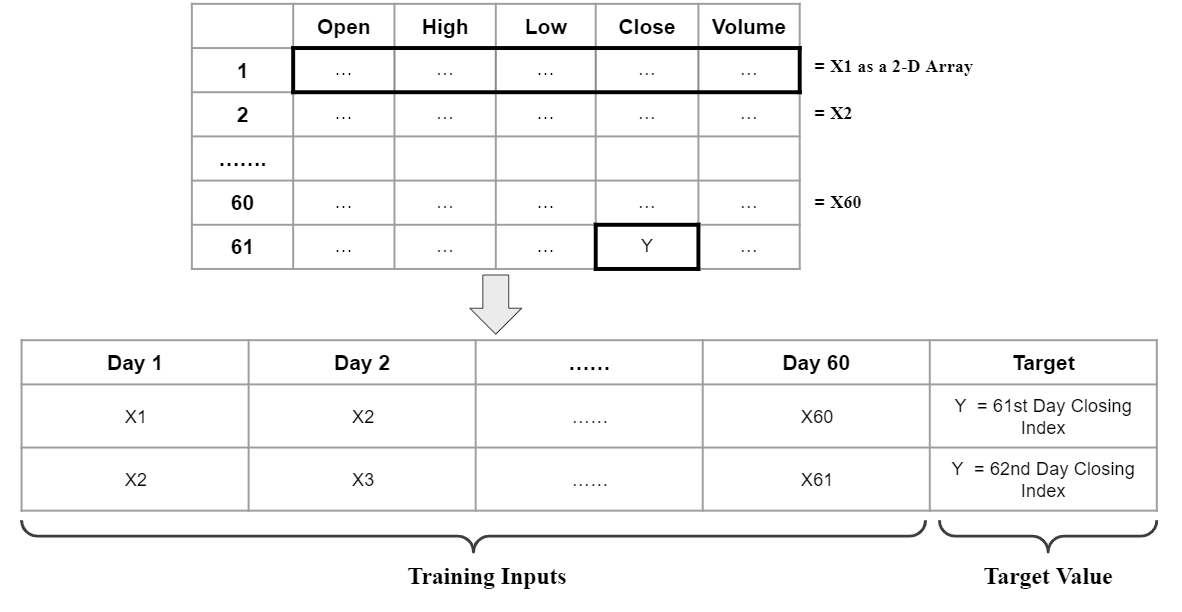 Open High Low Close Volume
1 ... ... ... ... ... = X1 as a 2-D Array
2 ... ... ... ... ... = X2
.......
60 ... ... ... ... ... = X60
61 ... ... ... Y ...
Day 1 Day 2 ...... Day 60 Target
X1 X2 ...... X60 Y = 61st Day Closing
Index
X2 X3 ...... X61 Y = 62nd Day Closing
Index
Training Inputs Target Value